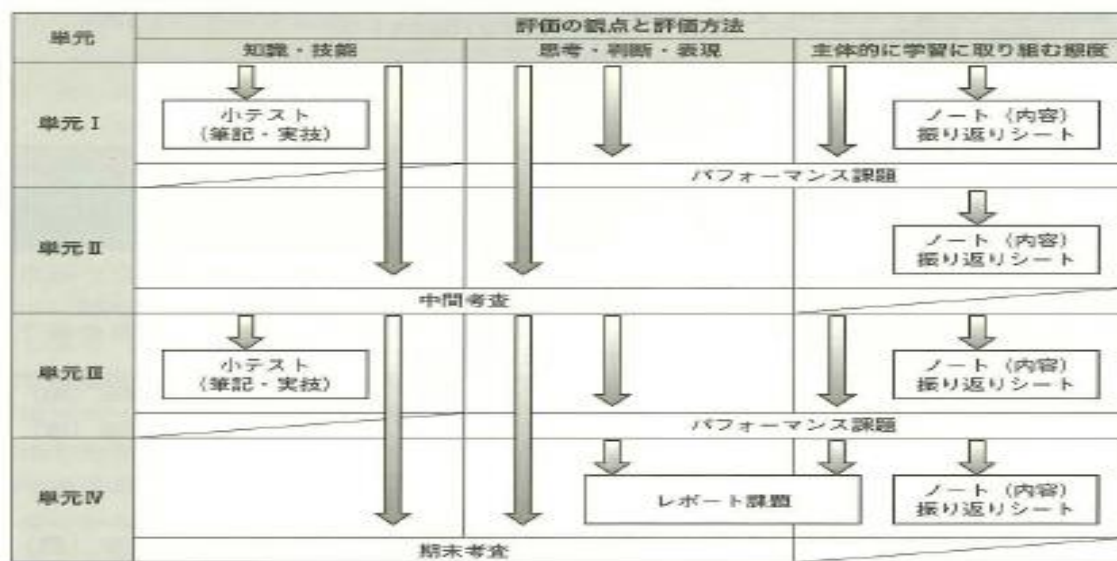 単元
評価の観点と評価方法
知識・技能
思考・判断・表現
主体的に学習に取り組む態度
単元Ⅰ
小テスト
(筆記・実技)
ノート (内容)
振り返りシート
パフォーマンス課題
単元Ⅱ
ノート (内容)
振り返りシート
中間考査
単元Ⅲ
小テスト
(筆記・実技)
ノート (内容)
振り返りシート
パフォーマンス課題
単元Ⅳ
レポート課題
ノート (内容)
振り返りシート
期末考査